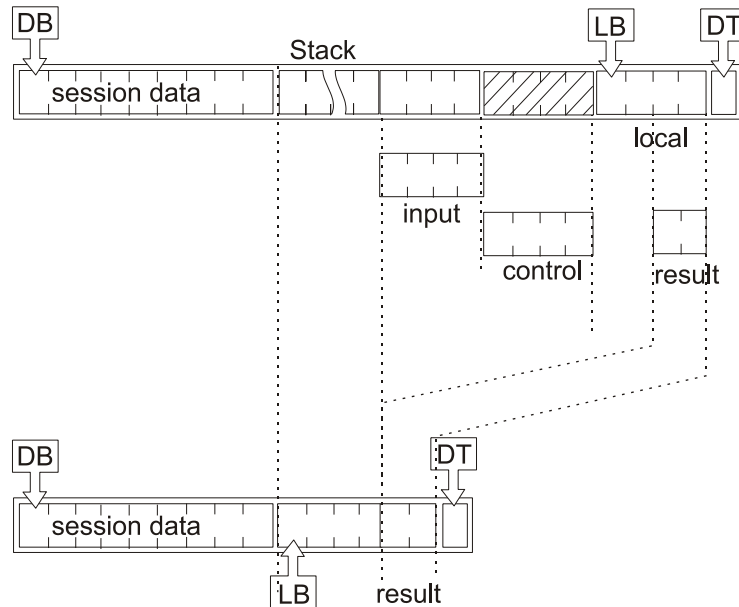 DB LB DT
Stack
session data
local
input
control result
DB DT
session data
LB result